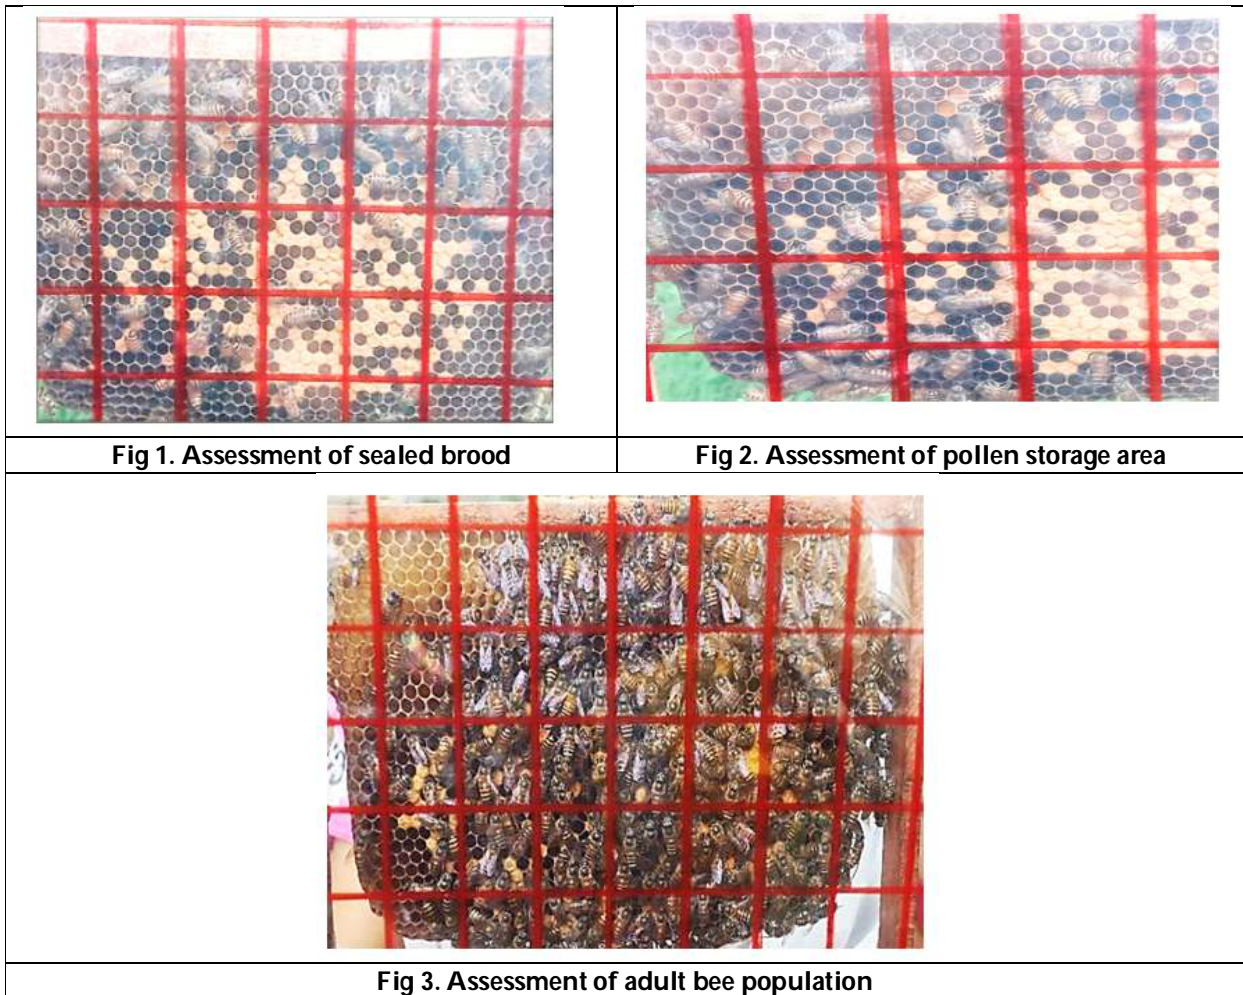 Fig 1. Assessment of sealed brood
Fig 2. Assessment of pollen storage area
Fig 3. Assessment of adult bee population